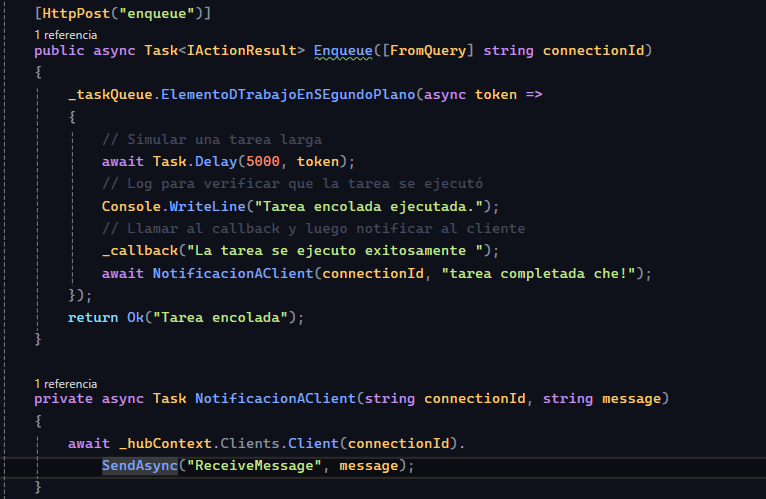 [HttpPost("enqueue")]
1 referencia
public async Task<IActionResult> Enqueue([FromQuery] string connectionId)
{
_taskQueue.ElementoDTrabajoEnSEgundoPlano(async token =>
{
// Simular una tarea larga
await Task.Delay(5000, token);
// Log para verificar que la tarea se ejecutó
Console.WriteLine("Tarea encolada ejecutada.");
// Llamar al callback y luego notificar al cliente
_callback("La tarea se ejecuto exitosamente ");
await NotificacionAClient(connectionId, "tarea completada che!");
});
return Ok("Tarea encolada");
}
1 referencia
private async Task NotificacionAClient(string connectionId, string message)
{
await _hubContext.Clients.Client(connectionId).
SendAsync("ReceiveMessage", message);
}